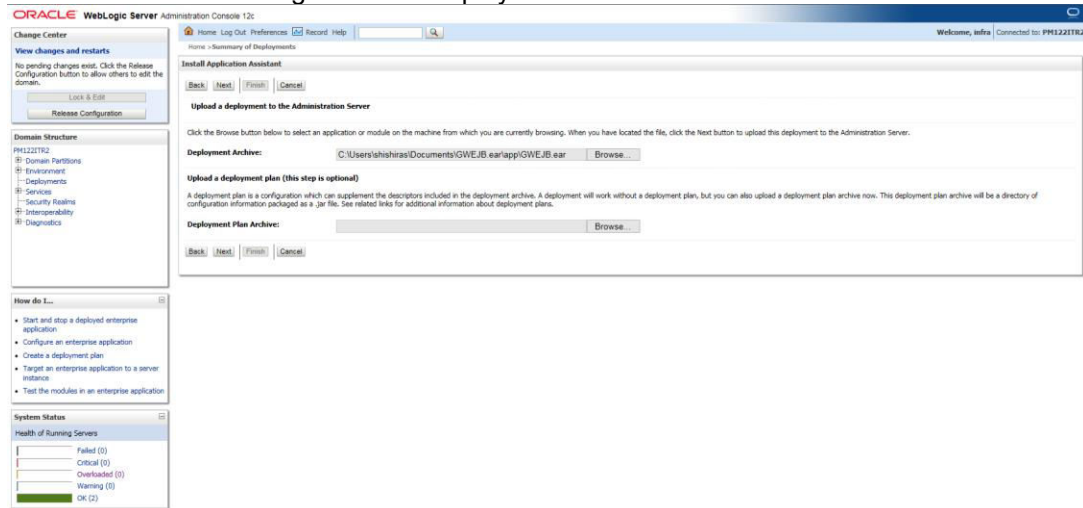 ORACLE WebLogic Server Administration Console 12c
Change Center
View changes and restarts
No pending changes exist. Click the Release
Configuration button to allow others to edit the
domain.
Lock & Edit
Release Configuration
Domain Structure
PM122ITR2
Domain Partitions
Environment
Deployments
Services
Security Realms
Interoperability
Diagnostics
How do I...
Start and stop a deployed enterprise
application
Configure an enterprise application
Create a deployment plan
Target an enterprise application to a server
instance
Test the modules in an enterprise application
System Status
Health of Running Servers
Failed (0)
Critical (0)
Overloaded (0)
Warning (0)
OK (2)
Home Log Out Preferences Record Help
Welcome, infra Connected to: PM122ITR2
Home >Summary of Deployments
Install Application Assistant
Back Next Finish Cancel
Upload a deployment to the Administration Server
Click the Browse button below to select an application or module on the machine from which you are currently browsing. When you have located the file, click the Next button to upload this deployment to the Administration Server.
Deployment Archive: C:\Users\shishiras\Documents\GWEJB.ear\app\GWEJB.ear Browse...
Upload a deployment plan (this step is optional)
A deployment plan is a configuration which can supplement the descriptors included in the deployment archive. A deployment will work without a deployment plan, but you can also upload a deployment plan archive now. This deployment plan archive will be a directory of
configuration information packaged as a .jar file. See related links for additional information about deployment plans.
Deployment Plan Archive: Browse...
Back Next Finish Cancel